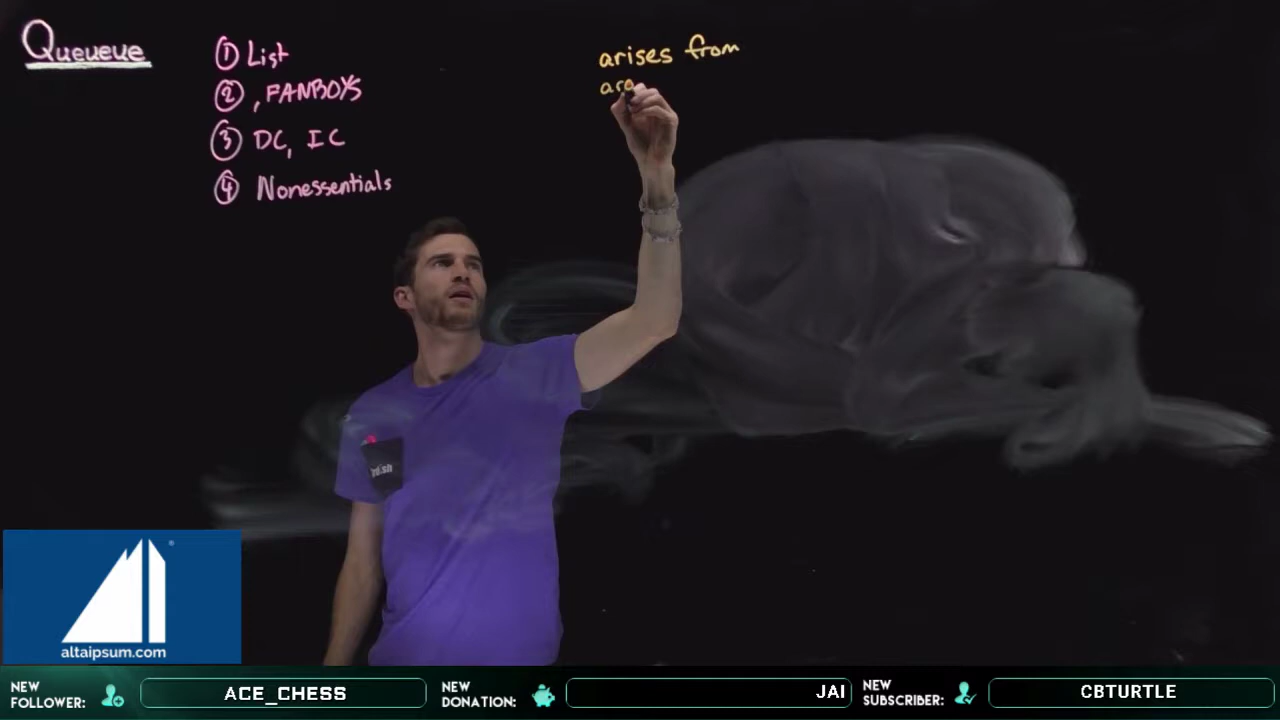 Queueue
① List
② , FANBOYS
③ DC, IC
④ Nonessentials
arises from
altaipsum.com
NEW FOLLOWER:
ACE_CHESS
NEW DONATION:
JAI
NEW SUBSCRIBER:
CBTURTLE